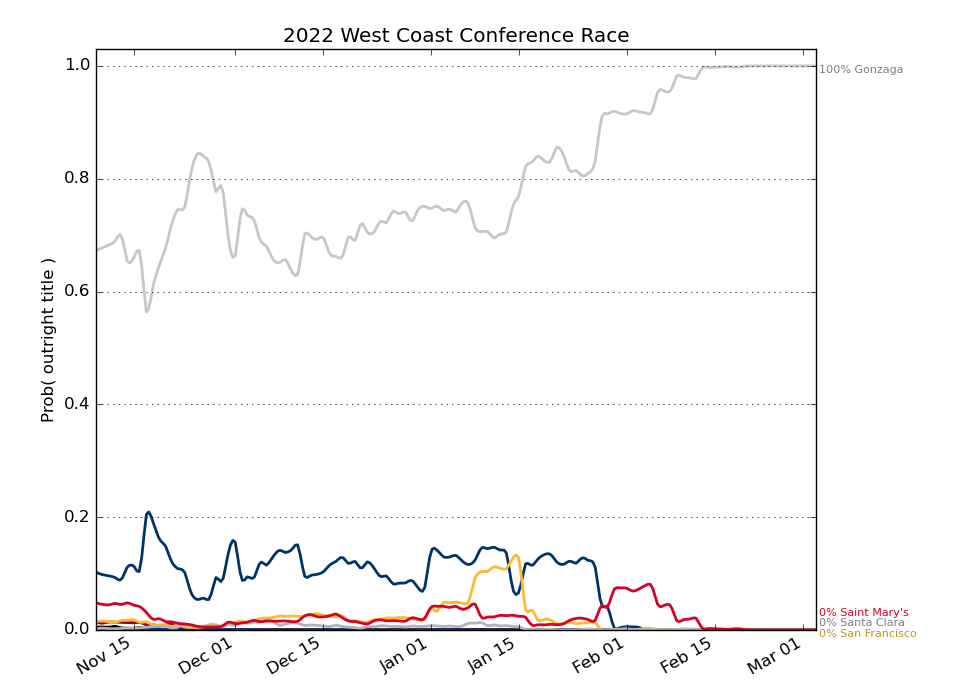 2022 West Coast Conference Race
Prob( outright title )
1.0
0.8
0.6
0.4
0.2
0.0
100% Gonzaga
0% Saint Mary's
0% Santa Clara
0% San Francisco
Nov 15
Dec 01
Dec 15
Jan 01
Jan 15
Feb 01
Feb 15
Mar 01